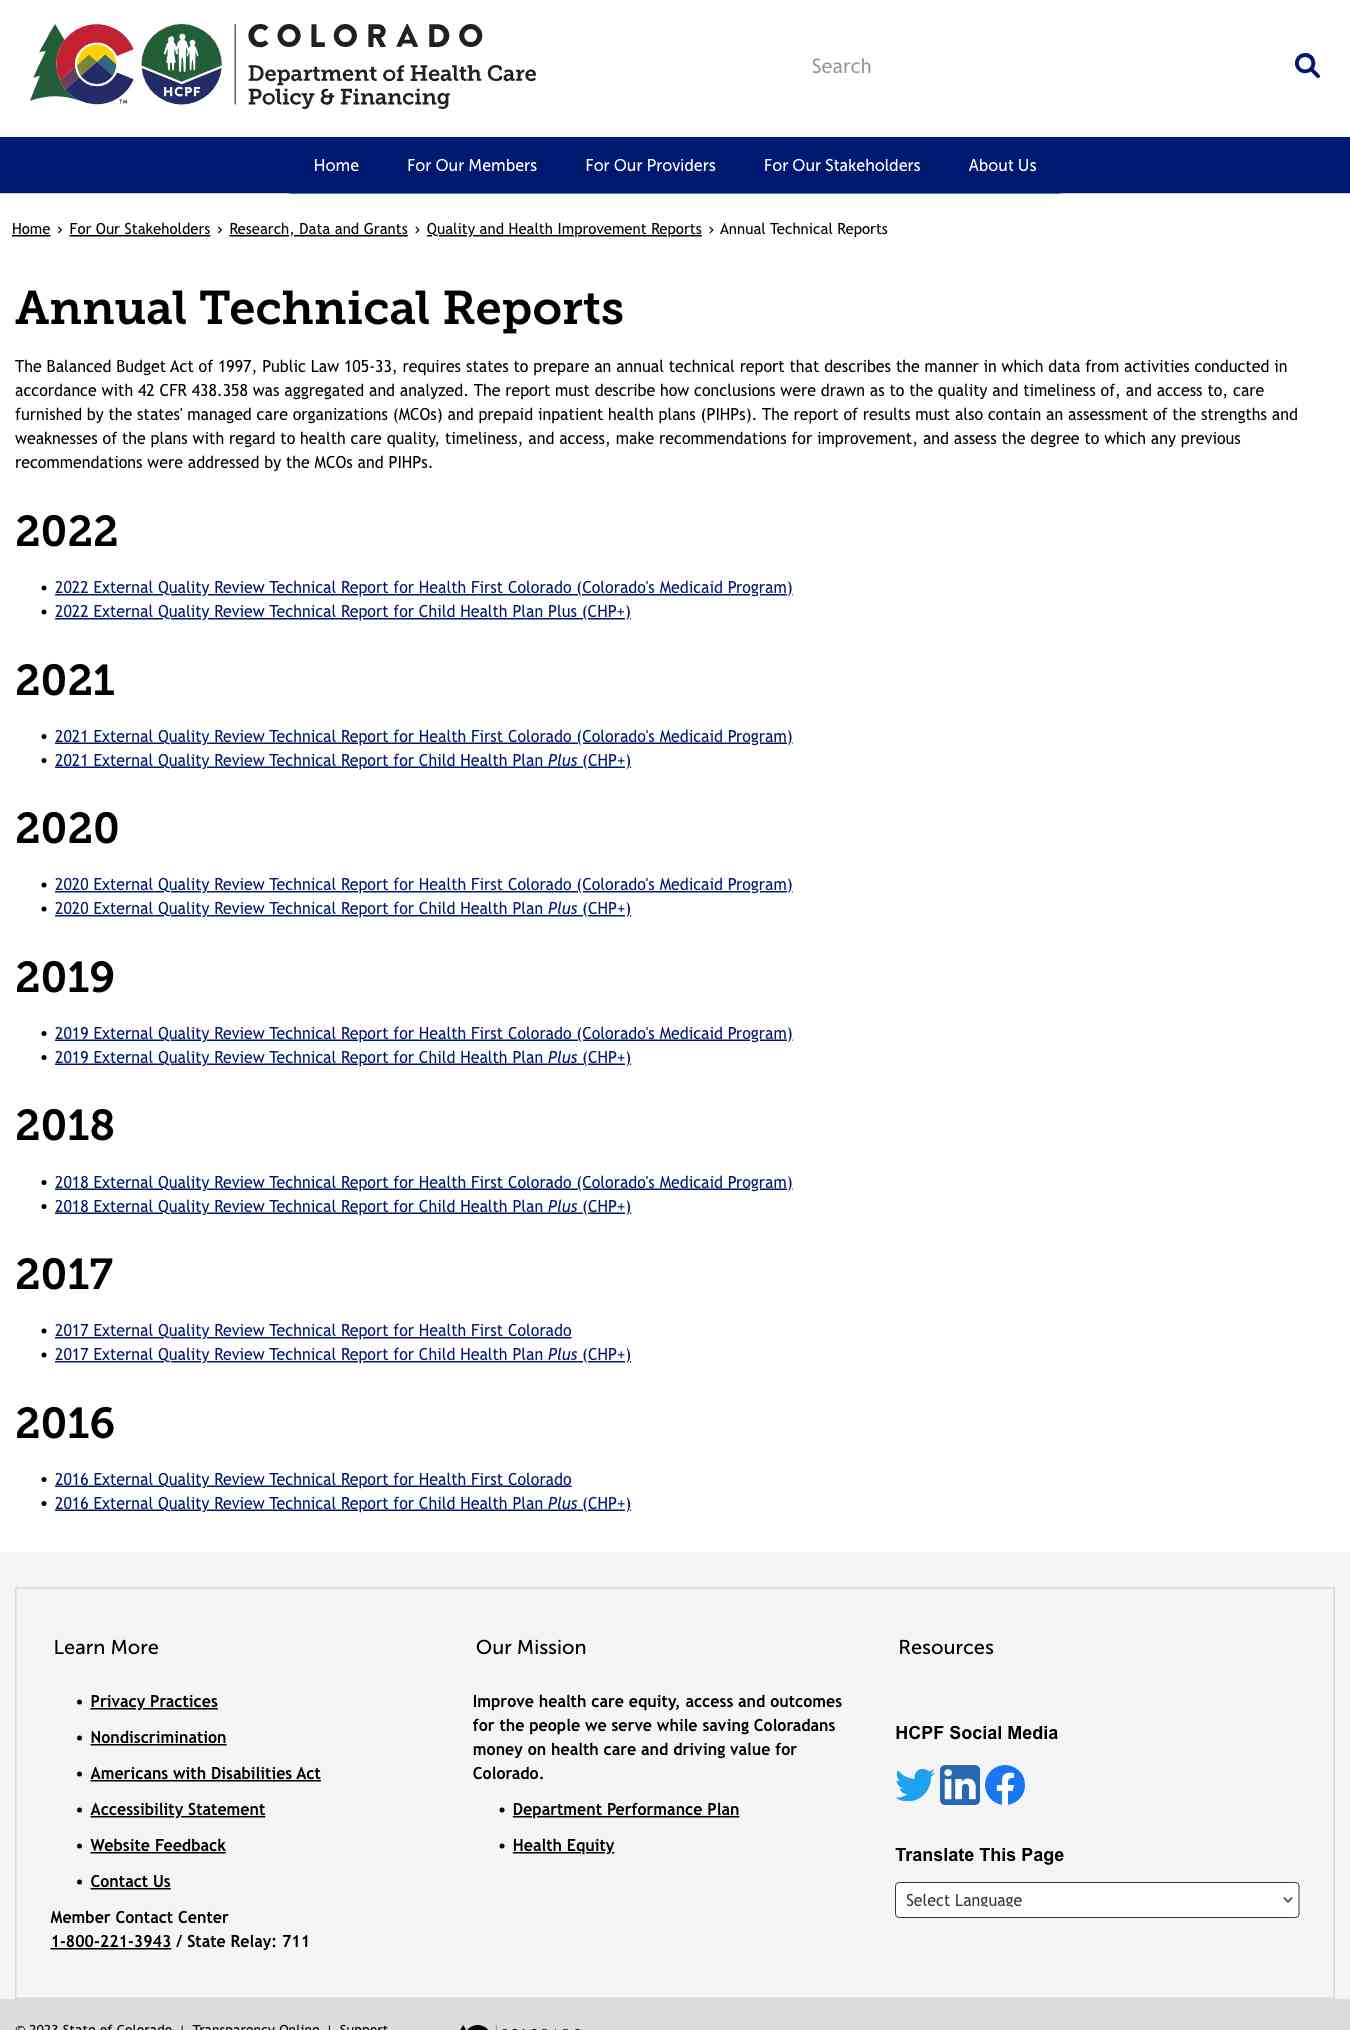 COLORADO
Department of Health Care
Policy & Financing
HCPF
TM
Search
Home
For Our Members
For Our Providers
For Our Stakeholders
About Us
Home › For Our Stakeholders › Research, Data and Grants › Quality and Health Improvement Reports › Annual Technical Reports
Annual Technical Reports
The Balanced Budget Act of 1997, Public Law 105-33, requires states to prepare an annual technical report that describes the manner in which data from activities conducted in
accordance with 42 CFR 438.358 was aggregated and analyzed. The report must describe how conclusions were drawn as to the quality and timeliness of, and access to, care
furnished by the states' managed care organizations (MCOs) and prepaid inpatient health plans (PIHPs). The report of results must also contain an assessment of the strengths and
weaknesses of the plans with regard to health care quality, timeliness, and access, make recommendations for improvement, and assess the degree to which any previous
recommendations were addressed by the MCOs and PIHPs.
2022
• 2022 External Quality Review Technical Report for Health First Colorado (Colorado's Medicaid Program)
• 2022 External Quality Review Technical Report for Child Health Plan Plus (CHP+)
2021
• 2021 External Quality Review Technical Report for Health First Colorado (Colorado's Medicaid Program)
• 2021 External Quality Review Technical Report for Child Health Plan Plus (CHP+)
2020
• 2020 External Quality Review Technical Report for Health First Colorado (Colorado's Medicaid Program)
• 2020 External Quality Review Technical Report for Child Health Plan Plus (CHP+)
2019
• 2019 External Quality Review Technical Report for Health First Colorado (Colorado's Medicaid Program)
• 2019 External Quality Review Technical Report for Child Health Plan Plus (CHP+)
2018
• 2018 External Quality Review Technical Report for Health First Colorado (Colorado's Medicaid Program)
• 2018 External Quality Review Technical Report for Child Health Plan Plus (CHP+)
2017
• 2017 External Quality Review Technical Report for Health First Colorado
• 2017 External Quality Review Technical Report for Child Health Plan Plus (CHP+)
2016
• 2016 External Quality Review Technical Report for Health First Colorado
• 2016 External Quality Review Technical Report for Child Health Plan Plus (CHP+)
Learn More
• Privacy Practices
• Nondiscrimination
• Americans with Disabilities Act
• Accessibility Statement
• Website Feedback
• Contact Us
Member Contact Center
1-800-221-3943 / State Relay: 711
Our Mission
Improve health care equity, access and outcomes
for the people we serve while saving Coloradans
money on health care and driving value for
Colorado.
• Department Performance Plan
• Health Equity
Resources
HCPF Social Media
Translate This Page
Select Language
© 2023 State of Colorado | Transparency Online | Support
COLORADO